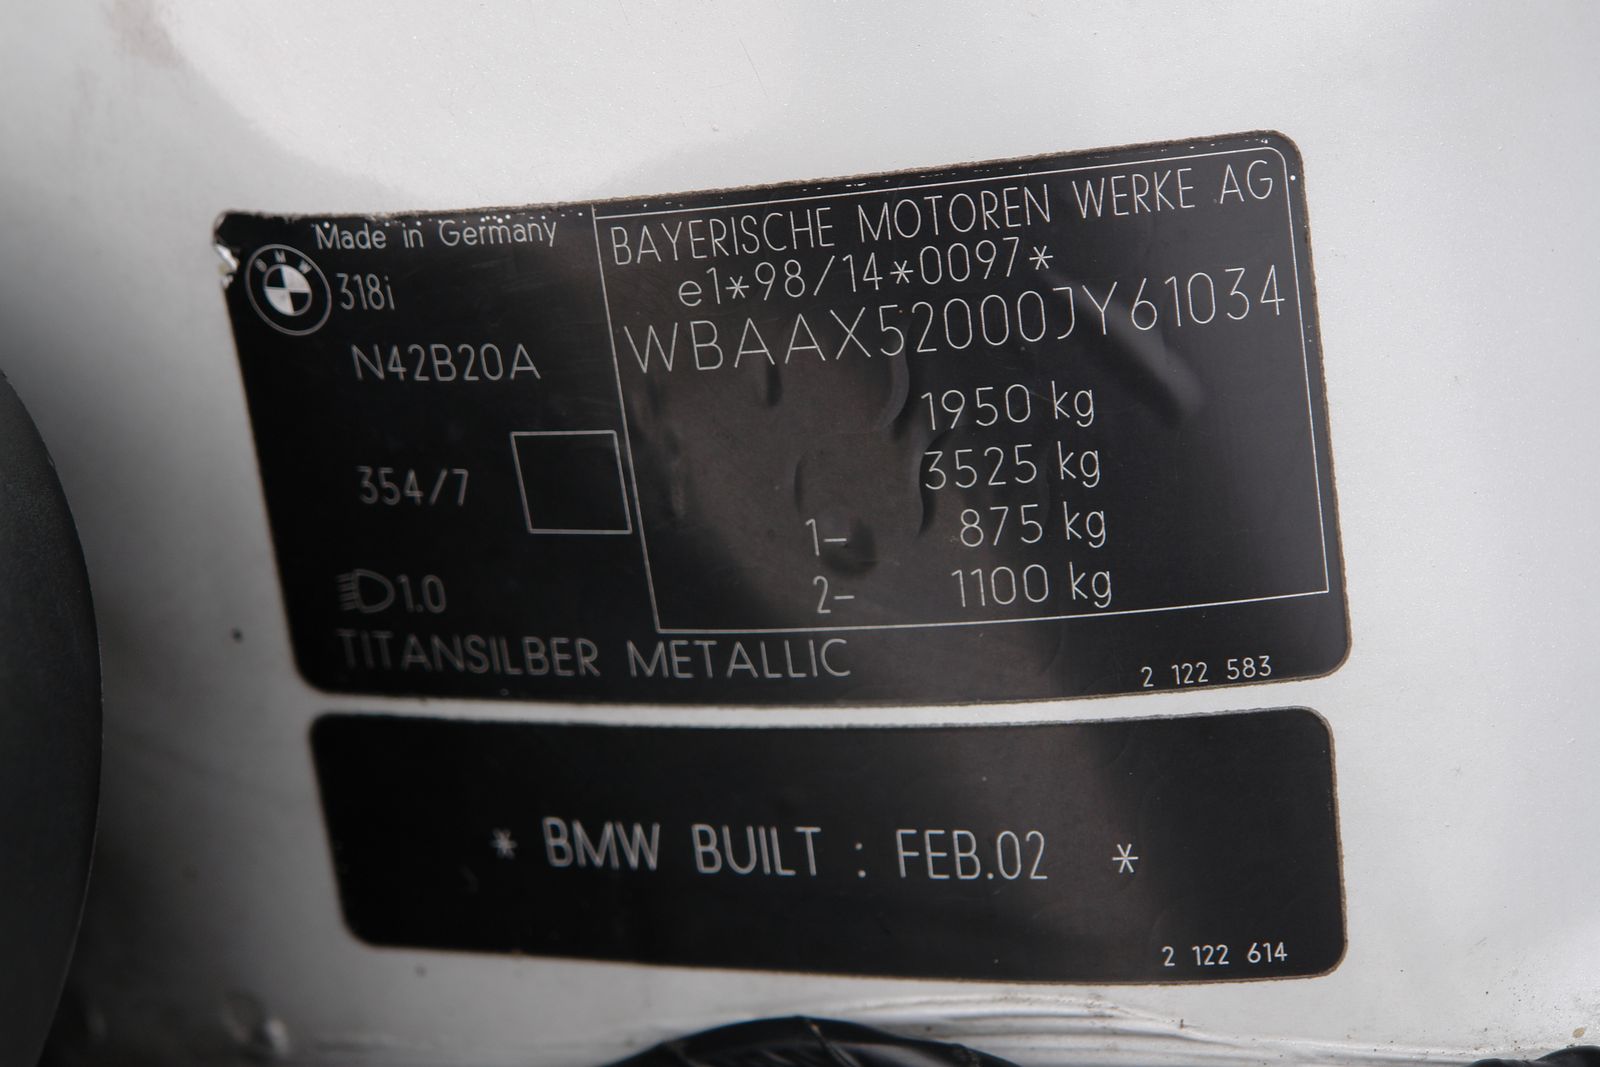 Made in Germany
BMW
318i
N42B20A
354/7
1.0
TITANSILBER METALLIC
BAYERISCHE MOTOREN WERKE AG
e1*98/14*0097*
WBAAX52000JY61034
1950 kg
3525 kg
1- 875 kg
2- 1100 kg
2 122 583
* BMW BUILT : FEB.02 *
2 122 614